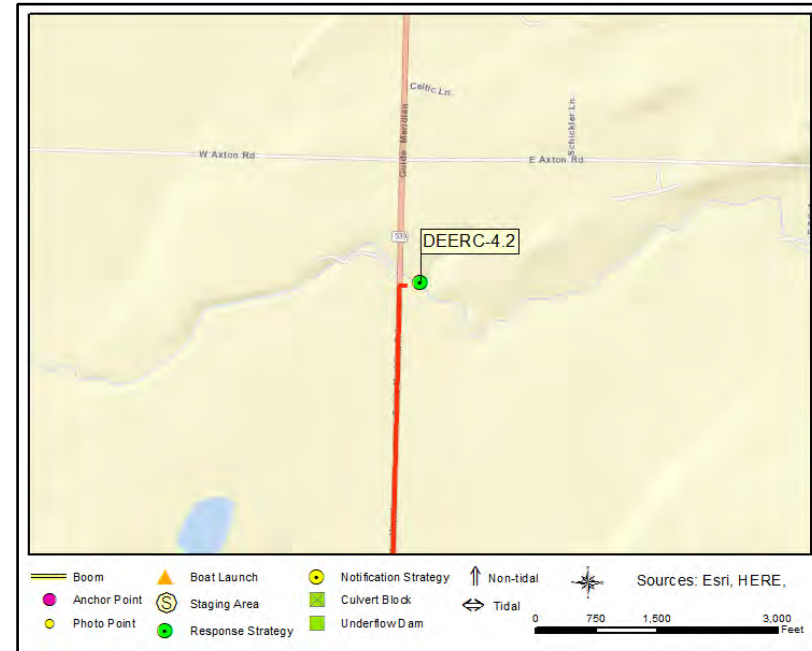 Celtic Ln.
Schickler Ln.
Guide Meridian
W Axton Rd
E Axton Rd
539
DEERC-4.2
Boom
Boat Launch
Notification Strategy
Non-tidal
Sources: Esri, HERE,
Anchor Point
S
Staging Area
Culvert Block
Tidal
Photo Point
Response Strategy
Underflow Dam
0 750 1,500 3,000
Feet